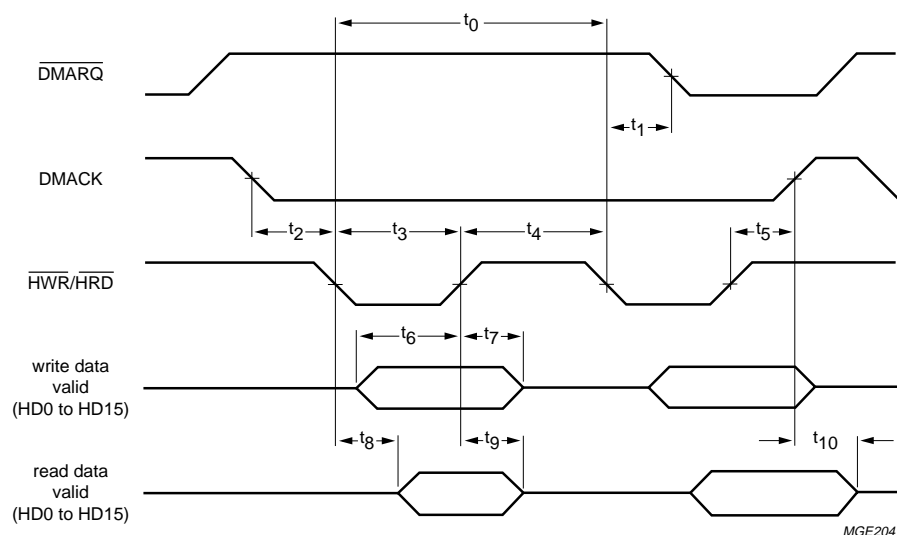 t0
DMARQ
t1
DMACK
t2 t3 t4 t5
HWR/HRD
t6 t7
write data
valid
(HD0 to HD15)
t8 t9 t10
read data
valid
(HD0 to HD15)
MGE204